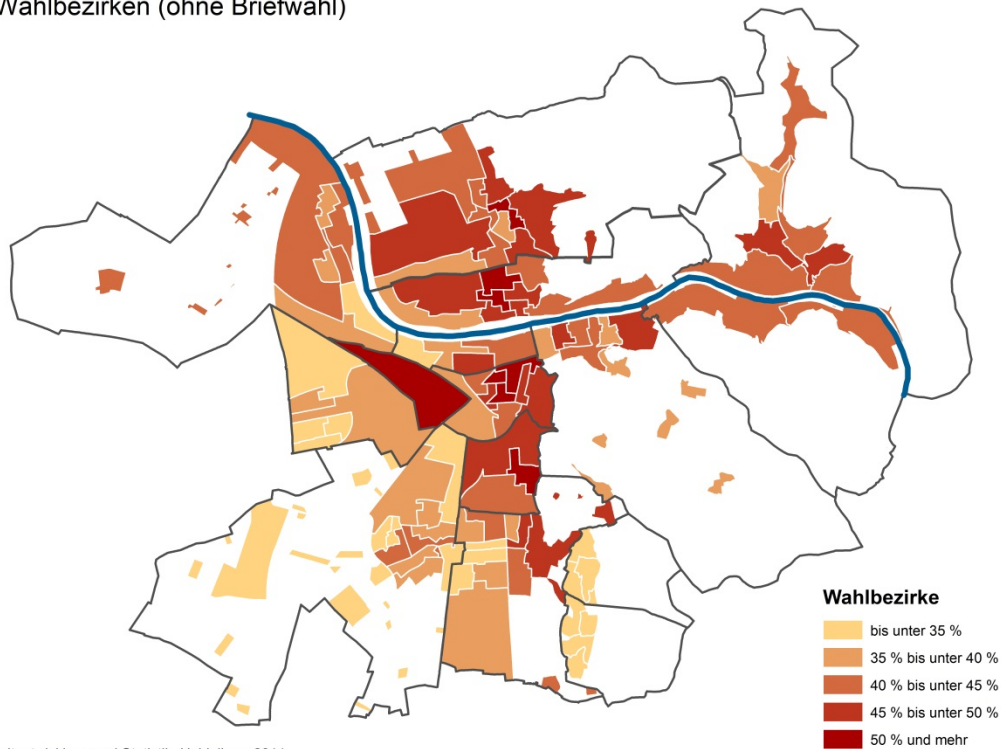 Wahlbezirken (ohne Briefwahl)
Wahlbezirke
bis unter 35 %
35 % bis unter 40 %
40 % bis unter 45 %
45 % bis unter 50 %
50 % und mehr